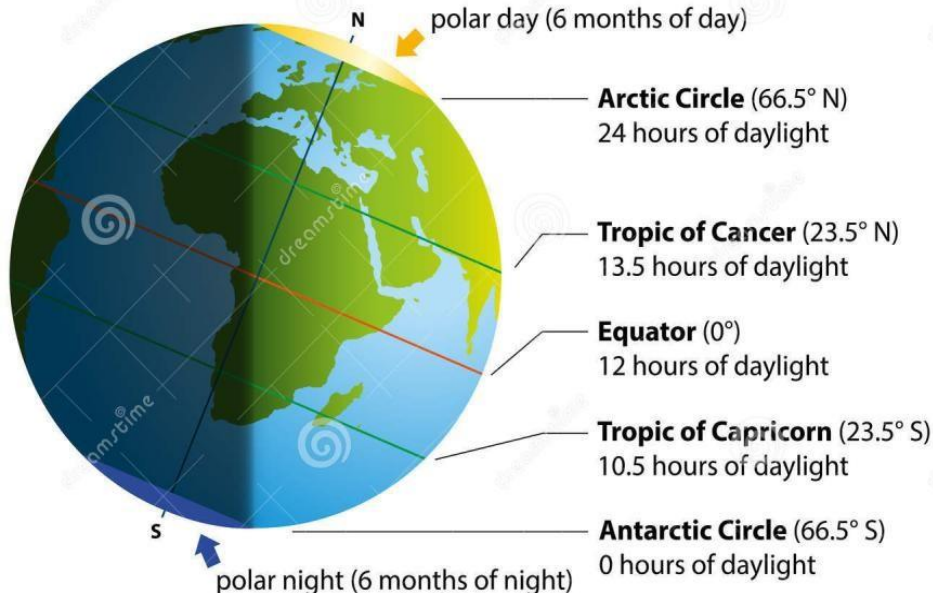 N
polar day (6 months of day)
Arctic Circle (66.5° N)
24 hours of daylight
Tropic of Cancer (23.5° N)
13.5 hours of daylight
Equator (0°)
12 hours of daylight
Tropic of Capricorn (23.5° S)
10.5 hours of daylight
Antarctic Circle (66.5° S)
0 hours of daylight
S
polar night (6 months of night)
dreamstime
dreamstime